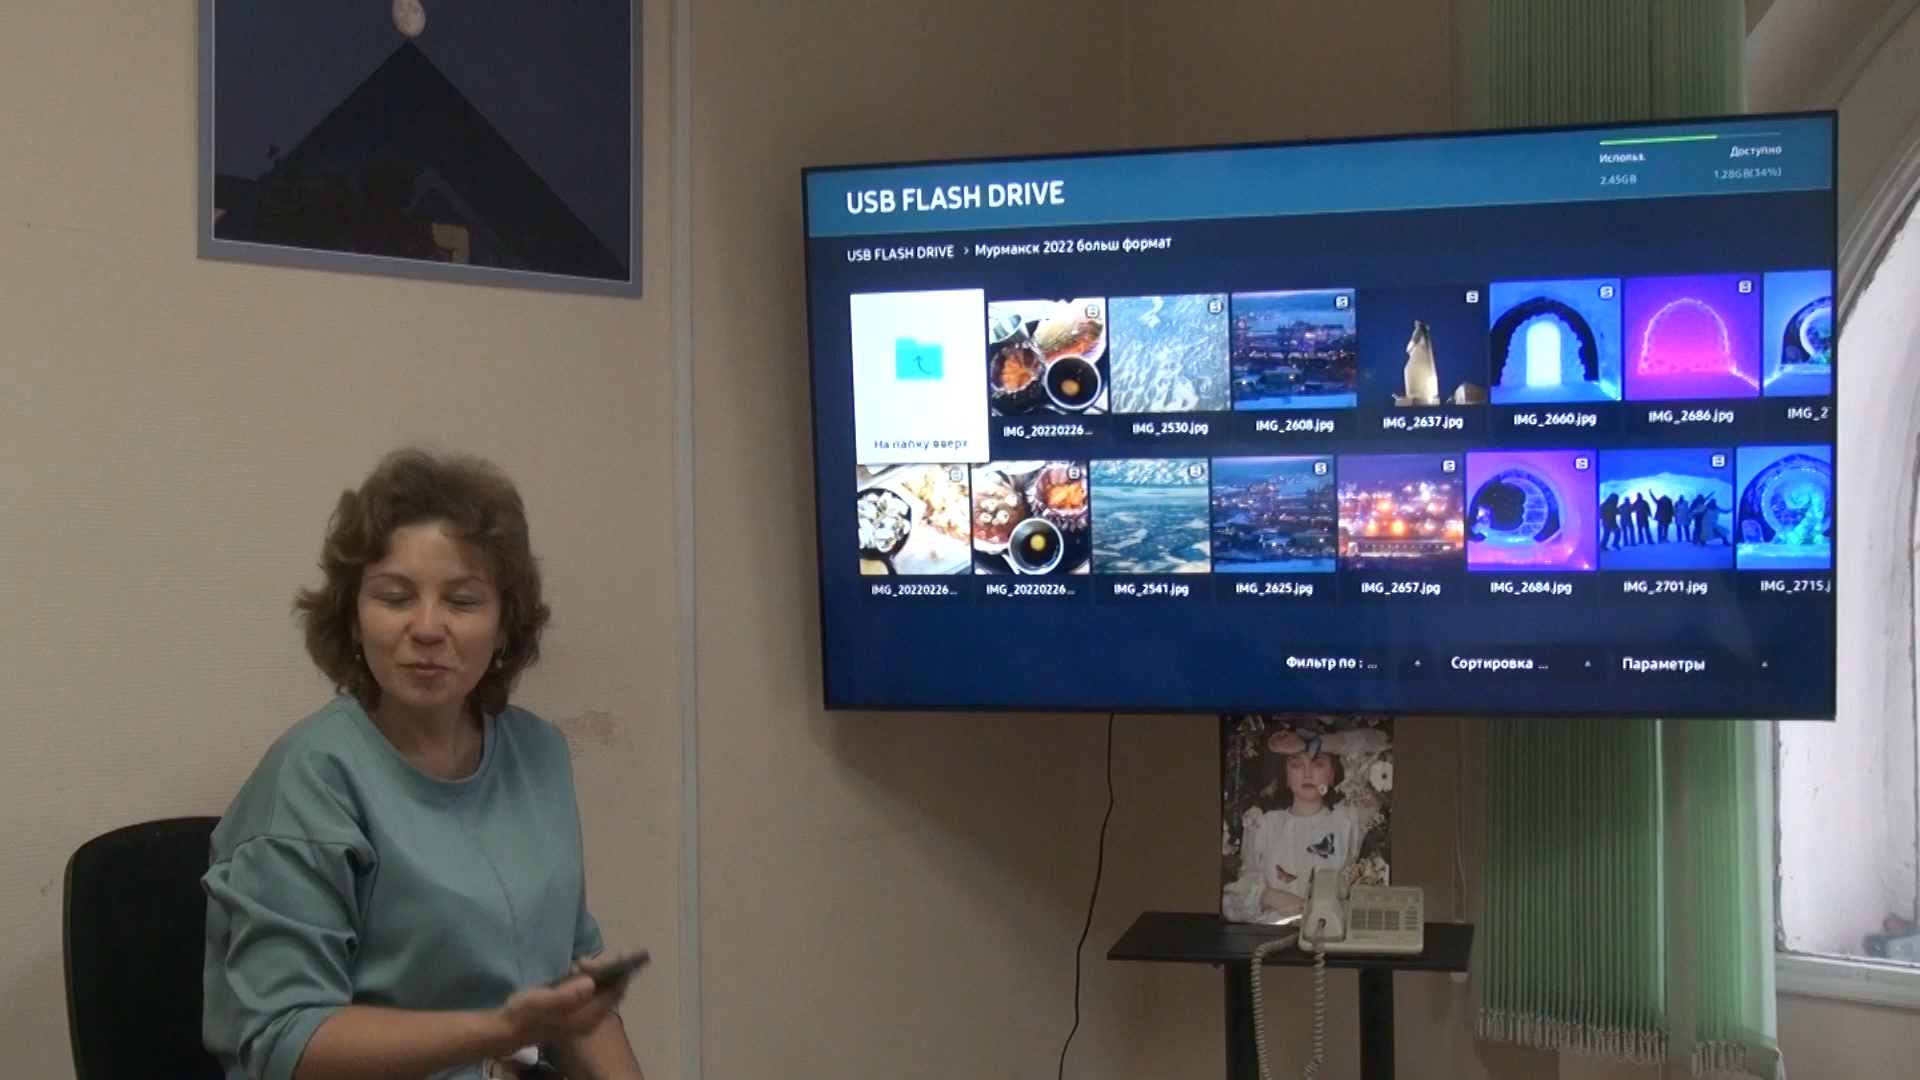 Использ.
Доступно
2.45GB
1.28GB(34%)
USB FLASH DRIVE
USB FLASH DRIVE › Мурманск 2022 больш формат
На папку вверх
IMG_20220226...
IMG_2530.jpg
IMG_2608.jpg
IMG_2637.jpg
IMG_2660.jpg
IMG_2686.jpg
IMG_2
IMG_20220226...
IMG_20220226...
IMG_2541.jpg
IMG_2625.jpg
IMG_2657.jpg
IMG_2684.jpg
IMG_2701.jpg
IMG_2715.j
Фильтр по : ...
Сортировка ...
Параметры